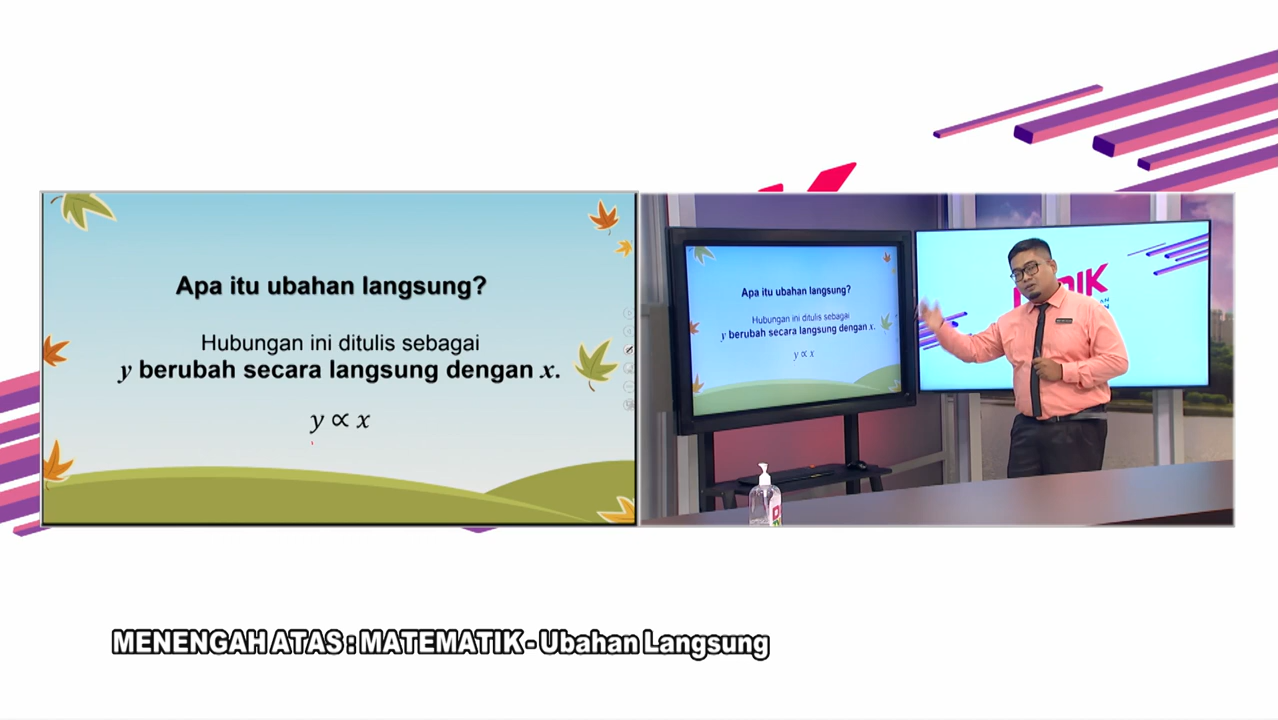 Apa itu ubahan langsung?
Hubungan ini ditulis sebagai
y berubah secara langsung dengan x.
y ∝ x
Apa itu ubahan langsung?
Hubungan ini ditulis sebagai
y berubah secara langsung dengan x.
y ∝ x
MENENGAH ATAS : MATEMATIK - Ubahan Langsung